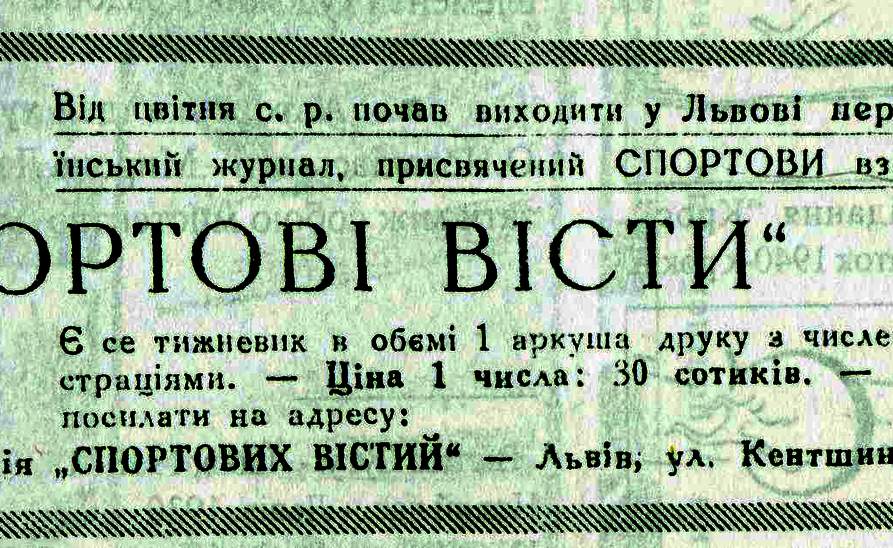 Від цвітня с. р. почав виходити у Львові пер
їнський журнал, присвячений СПОРТОВИ вз
ОРТОВІ ВІСТИ“
Є се тижневик в обємі 1 аркуша друку з числе
страціями. — Ціна 1 числа: 30 сотиків. —
посилати на адресу:
ія „СПОРТОВИХ ВІСТИЙ“ — Львів, ул. Кентшин